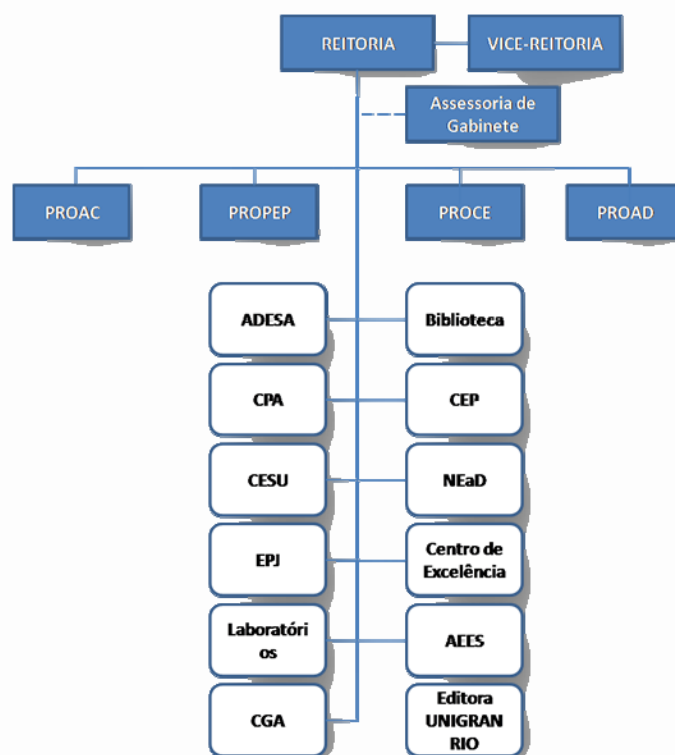 REITORIA
VICE-REITORIA
Assessoria de
Gabinete
PROAC
PROPEP
PROCE
PROAD
ADESA
Biblioteca
CPA
CEP
CESU
NEaD
EPJ
Centro de
Excelência
Laboratóri
os
AEES
CGA
Editora
UNIGRAN
RIO